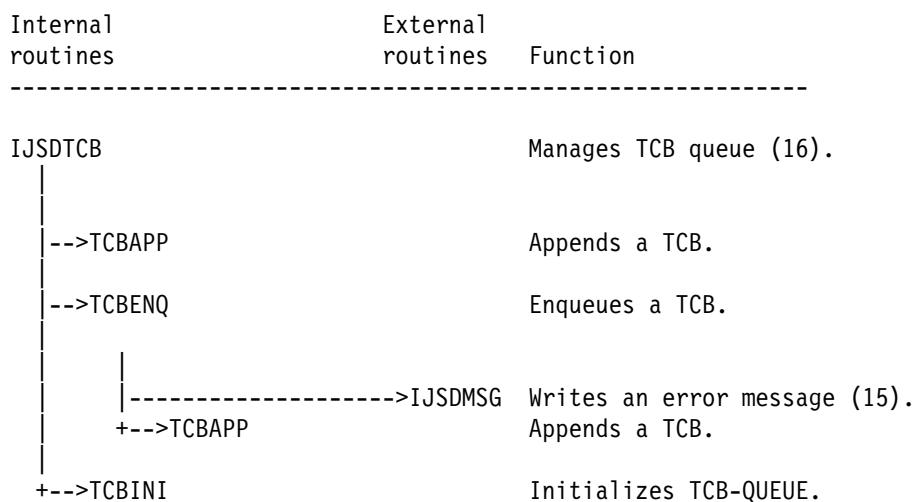 Internal External
routines routines Function
------------------------------------------------------------
IJSDTCB Manages TCB queue (16).
|
|
|-->TCBAPP Appends a TCB.
|
|-->TCBENQ Enqueues a TCB.
|
| |
| |-------------------->IJSDMSG Writes an error message (15).
| +-->TCBAPP Appends a TCB.
|
+-->TCBINI Initializes TCB-QUEUE.